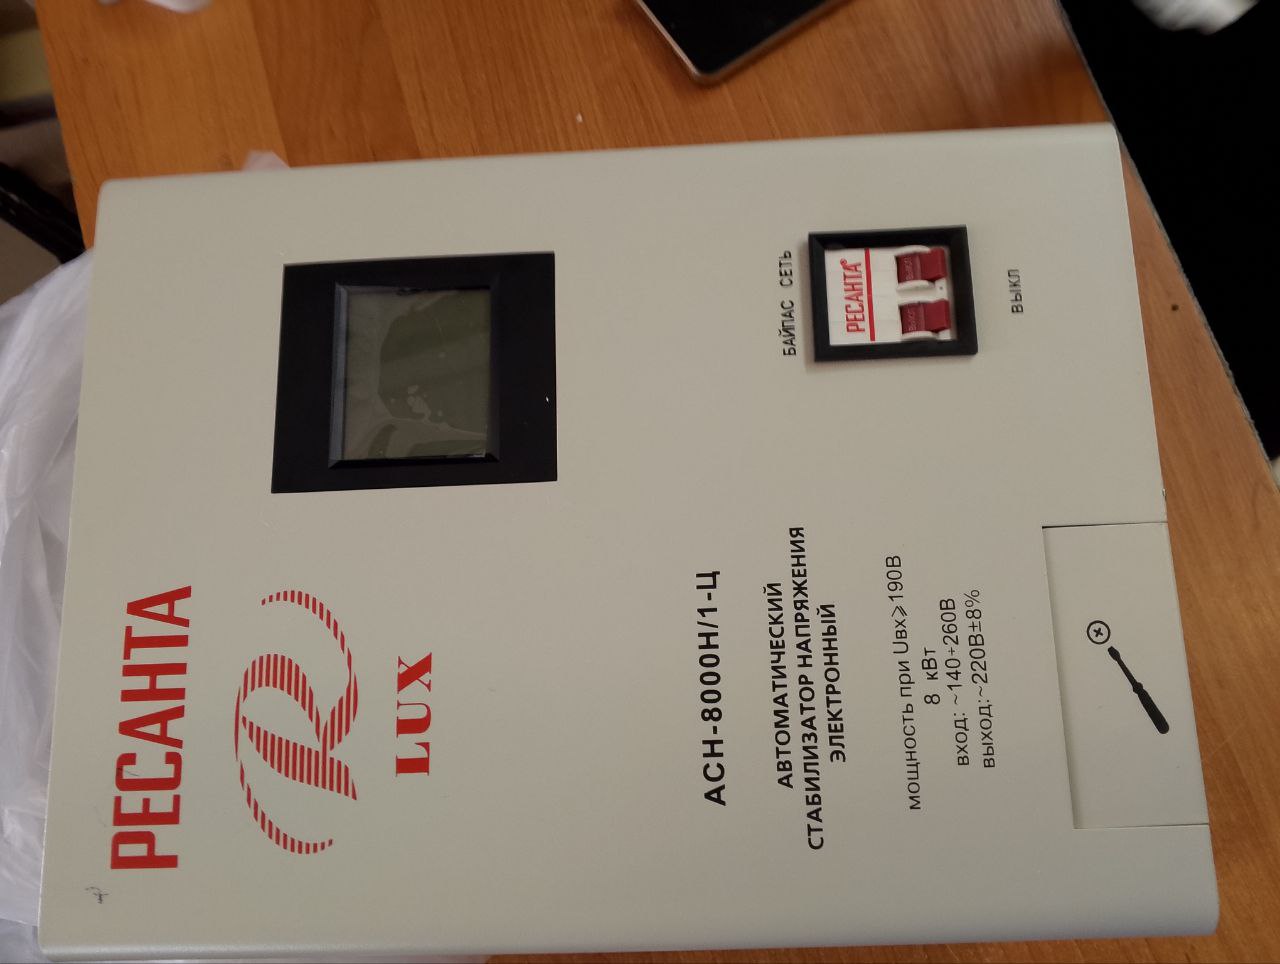 РЕСАНТА
R
LUX
БАЙПАС СЕТЬ
РЕСАНТА®
ВЫКЛ
АСН-8000Н/1-Ц
АВТОМАТИЧЕСКИЙ
СТАБИЛИЗАТОР НАПРЯЖЕНИЯ
ЭЛЕКТРОННЫЙ
мощность при Uвх⩾190В
8 кВт
вход: ~140÷260В
выход:~220В±8%